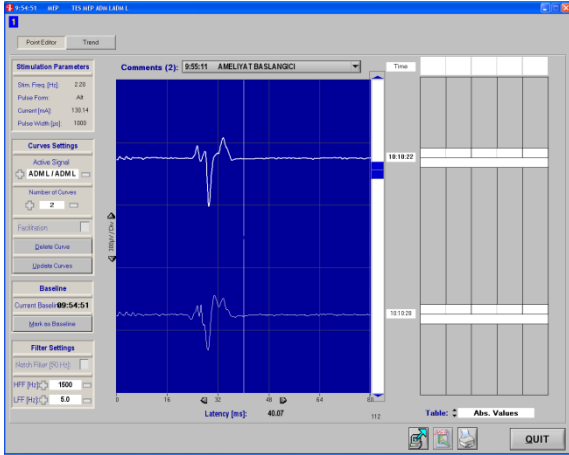 9:54:51 MEP TES MEP ADM L ADM L
1
Point Editor Trend
Stimulation Parameters
Stim. Freq. [Hz]: 2.20
Pulse Form: Alt
Current [mA]: 130.14
Pulse Width [µs]: 1000
Curves Settings
Active Signal
ADM L / ADM L
Number of Curves
2
Facilitation
Delete Curve
Update Curves
Baseline
Current Baselin 09:54:51
Mark as Baseline
Filter Settings
Notch Filter [50 Hz]:
HFF [Hz]: 1500
LFF [Hz]: 5.0
Comments (2): 9:55:11 AMELIYAT BASLANGICI
Time
10:10:22
10:10:20
0 16 32 48 64 80
Latency [ms]: 40.07
112
Table: Abs. Values
QUIT